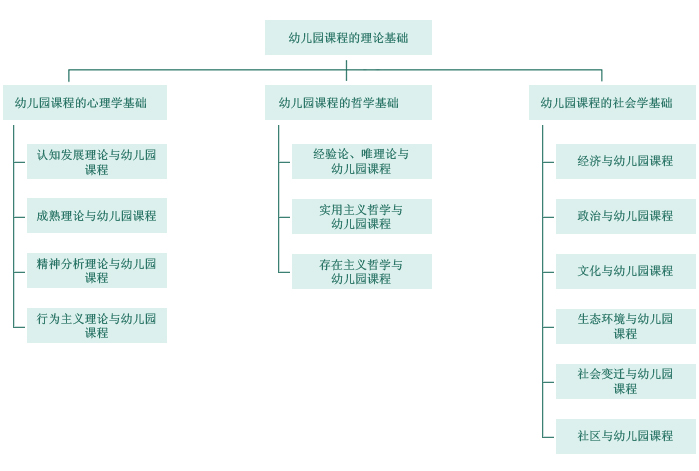 幼儿园课程的理论基础
幼儿园课程的心理学基础
认知发展理论与幼儿园
课程
成熟理论与幼儿园课程
精神分析理论与幼儿园
课程
行为主义理论与幼儿园
课程
幼儿园课程的哲学基础
经验论、唯理论与
幼儿园课程
实用主义哲学与
幼儿园课程
存在主义哲学与
幼儿园课程
幼儿园课程的社会学基础
经济与幼儿园课程
政治与幼儿园课程
文化与幼儿园课程
生态环境与幼儿园
课程
社会变迁与幼儿园
课程
社区与幼儿园课程